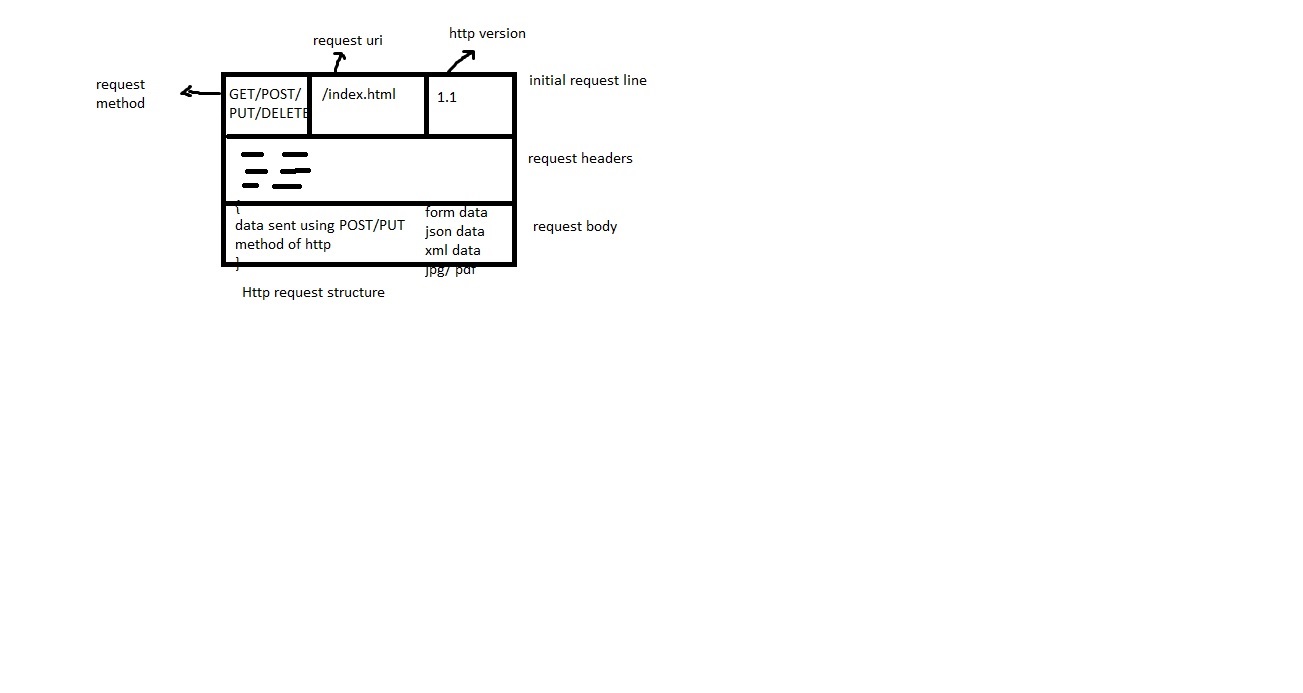 request uri
http version
request
method
GET/POST/
PUT/DELETE
/index.html
1.1
initial request line
request headers
{
data sent using POST/PUT
method of http
}
form data
json data
xml data
jpg/ pdf
request body
Http request structure